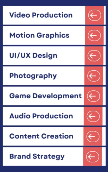 Video Production
Motion Graphics
UI/UX Design
Photography
Game Development
Audio Production
Content Creation
Brand Strategy